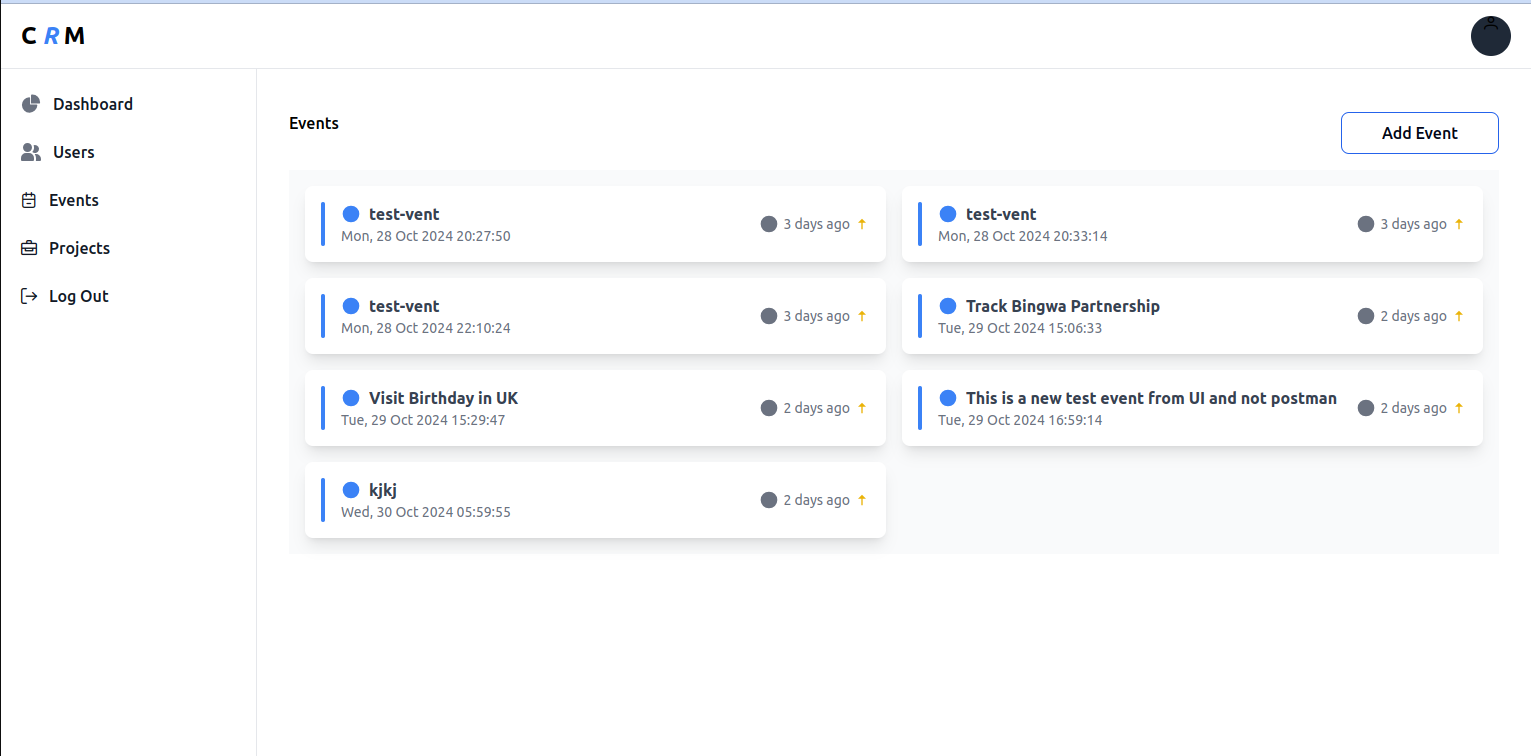 C R M
Dashboard
Users
Events
Projects
Log Out
Events
Add Event
test-vent
Mon, 28 Oct 2024 20:27:50
3 days ago
test-vent
Mon, 28 Oct 2024 20:33:14
3 days ago
test-vent
Mon, 28 Oct 2024 22:10:24
3 days ago
Track Bingwa Partnership
Tue, 29 Oct 2024 15:06:33
2 days ago
Visit Birthday in UK
Tue, 29 Oct 2024 15:29:47
2 days ago
This is a new test event from UI and not postman
Tue, 29 Oct 2024 16:59:14
2 days ago
kjkj
Wed, 30 Oct 2024 05:59:55
2 days ago